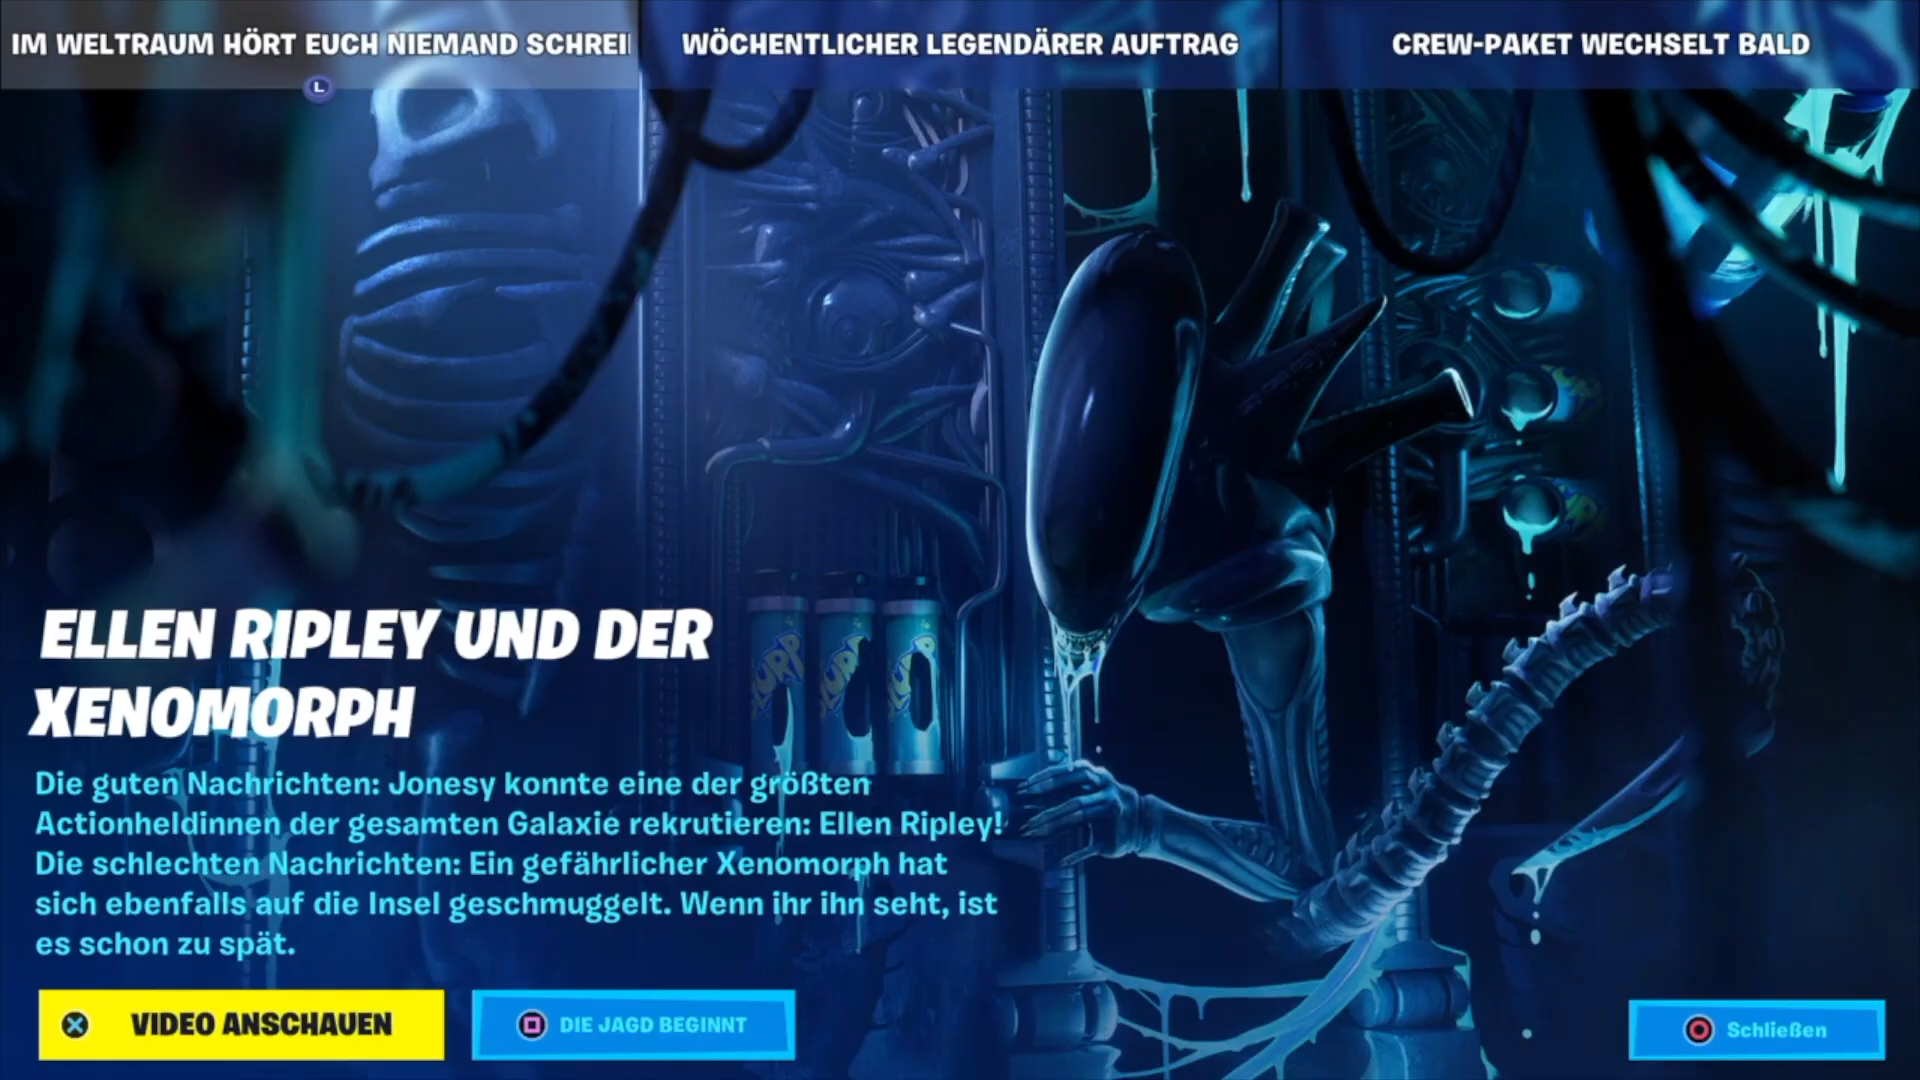 IM WELTRAUM HÖRT EUCH NIEMAND SCHREI
WÖCHENTLICHER LEGENDÄRER AUFTRAG
CREW-PAKET WECHSELT BALD
L
ELLEN RIPLEY UND DER
XENOMORPH
Die guten Nachrichten: Jonesy konnte eine der größten
Actionheldinnen der gesamten Galaxie rekrutieren: Ellen Ripley!
Die schlechten Nachrichten: Ein gefährlicher Xenomorph hat
sich ebenfalls auf die Insel geschmuggelt. Wenn ihr ihn seht, ist
es schon zu spät.
VIDEO ANSCHAUEN
DIE JAGD BEGINNT
Schließen